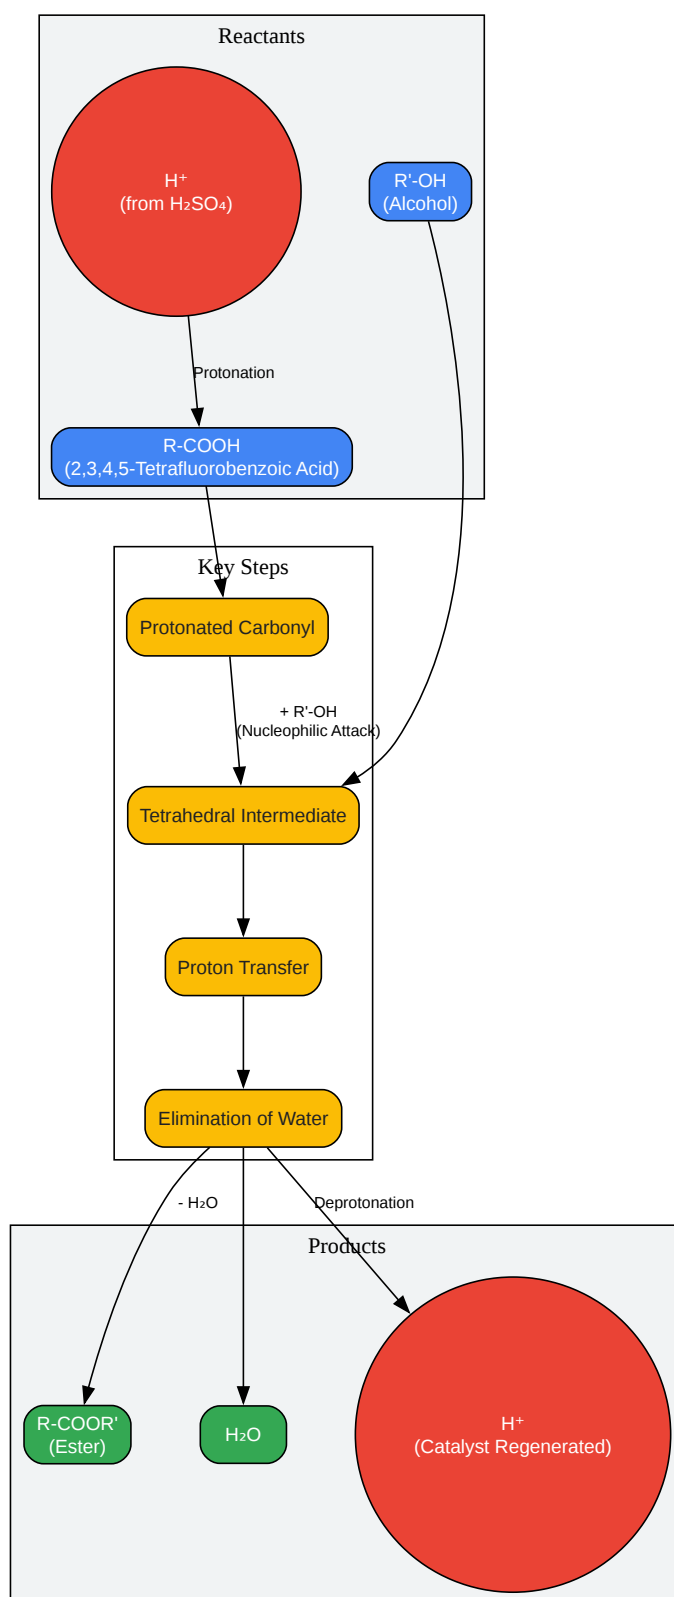 Reactants
H⁺
(from H₂SO₄)
R'-OH
(Alcohol)
Protonation
R-COOH
(2,3,4,5-Tetrafluorobenzoic Acid)
Key Steps
Protonated Carbonyl
+ R'-OH
(Nucleophilic Attack)
Tetrahedral Intermediate
Proton Transfer
Elimination of Water
- H₂O
Deprotonation
Products
R-COOR'
(Ester)
H₂O
H⁺
(Catalyst Regenerated)